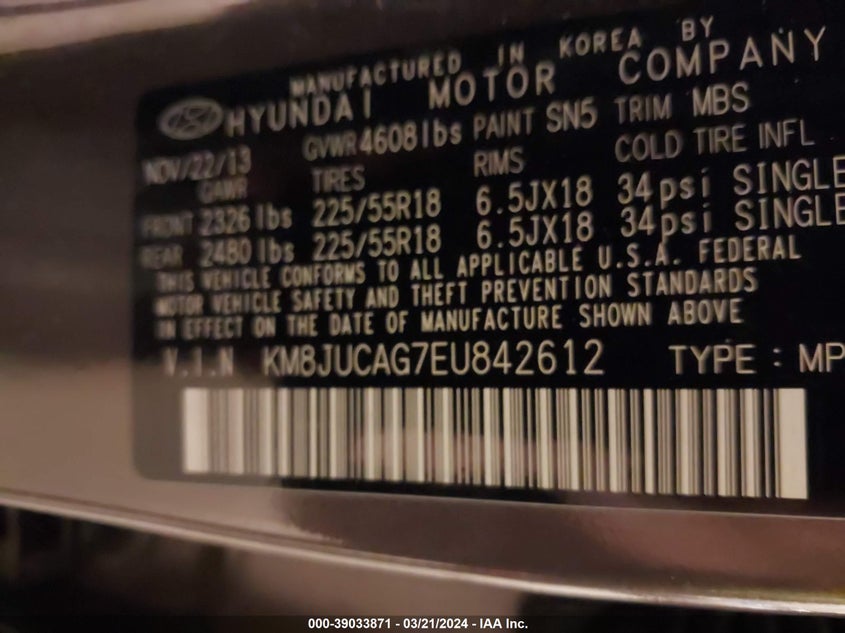 MANUFACTURED IN KOREA BY
HYUNDAI MOTOR COMPANY
NOV/22/13 GVWR 4608lbs PAINT SN5 TRIM MBS
GAWR TIRES RIMS COLD TIRE INFL
FRONT 2326 lbs 225/55R18 6.5JX18 34psi SINGLE
REAR 2480 lbs 225/55R18 6.5JX18 34psi SINGLE
THIS VEHICLE CONFORMS TO ALL APPLICABLE U.S.A. FEDERAL
MOTOR VEHICLE SAFETY AND THEFT PREVENTION STANDARDS
IN EFFECT ON THE DATE OF MANUFACTURE SHOWN ABOVE
V.I.N KM8JUCAG7EU842612 TYPE : MP
000-39033871 - 03/21/2024 - IAA Inc.